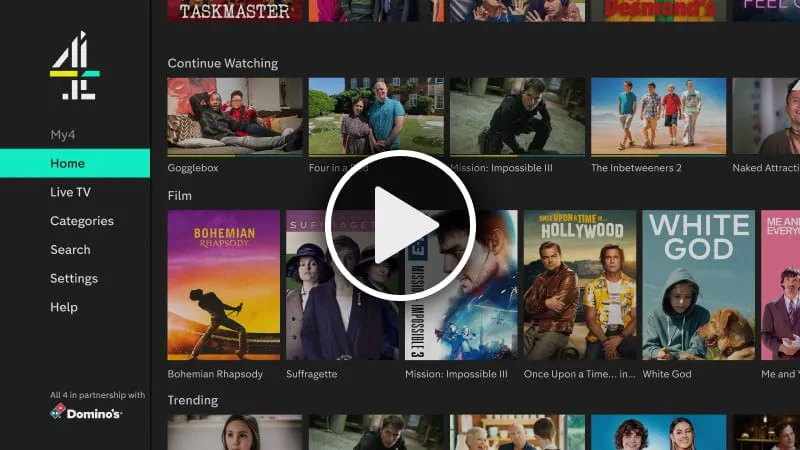 TASKMASTER
Desmond's
FEEL
4
Continue Watching
My4
Home
Live TV
Categories
Search
Settings
Help
Gogglebox
Four in a Bed
Mission: Impossible III
The Inbetweeners 2
Naked Attracti
Film
BOHEMIAN
RHAPSODY
SUFFRAGET
MISSION: IMPOSSIBLE 3
ONCE UPON A TIME IN...
HOLLYWOOD
WHITE
GOD
ME AND
EVERYO
Bohemian Rhapsody
Suffragette
Mission: Impossible III
Once Upon a Time... in...
White God
Me and Y
All 4 in partnership with
Domino's
Trending